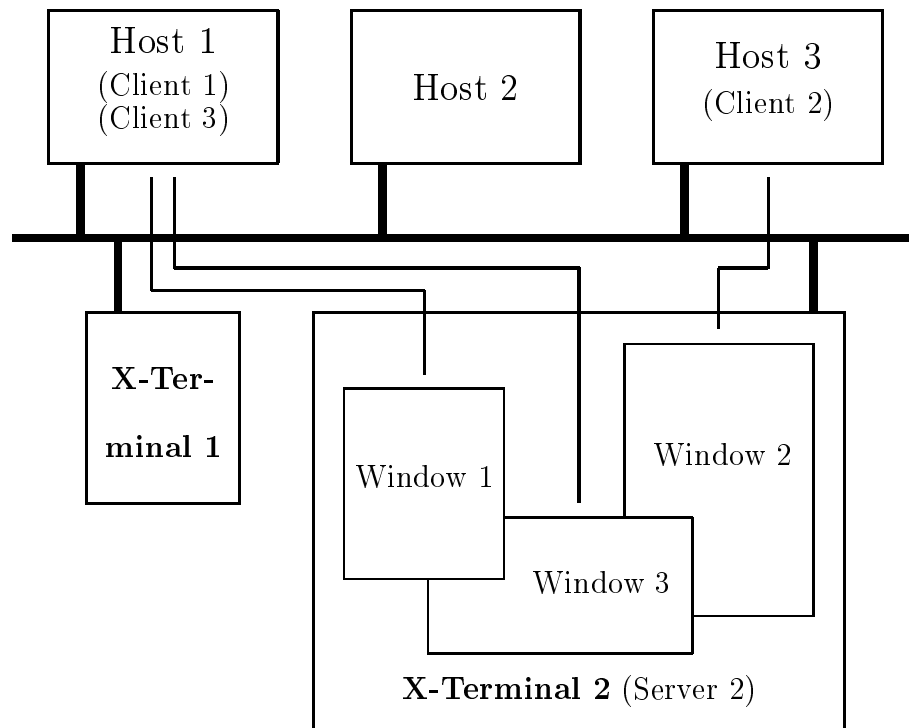 Host 1
(Client 1)
(Client 3)
Host 2
Host 3
(Client 2)
X-Ter-
minal 1
Window 1
Window 2
Window 3
X-Terminal 2 (Server 2)